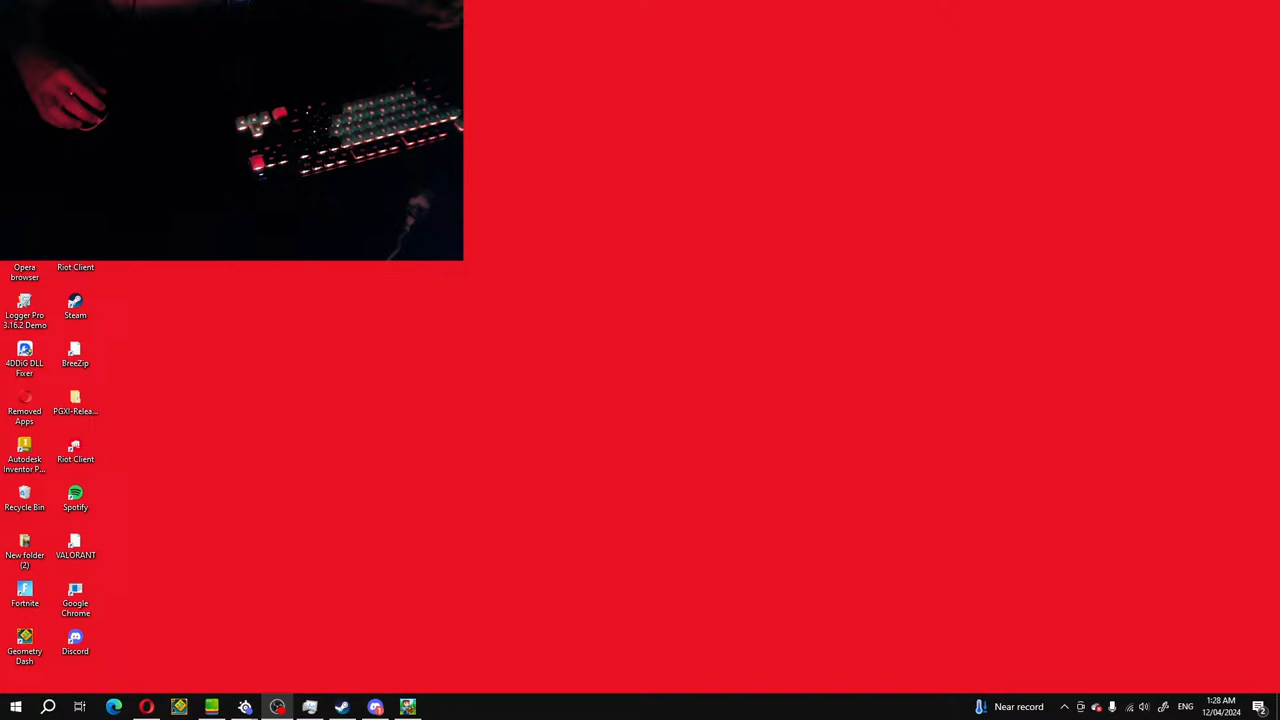 Opera
browser
Riot Client
Logger Pro
3.16.2 Demo
Steam
4DDiG DLL
Fixer
BreeZip
Removed
Apps
PGXI-Relea...
Autodesk
Inventor P...
Riot Client
Recycle Bin
Spotify
New folder
(2)
VALORANT
Fortnite
Google
Chrome
Geometry
Dash
Discord
Near record
ENG
1:28 AM
12/04/2024
2